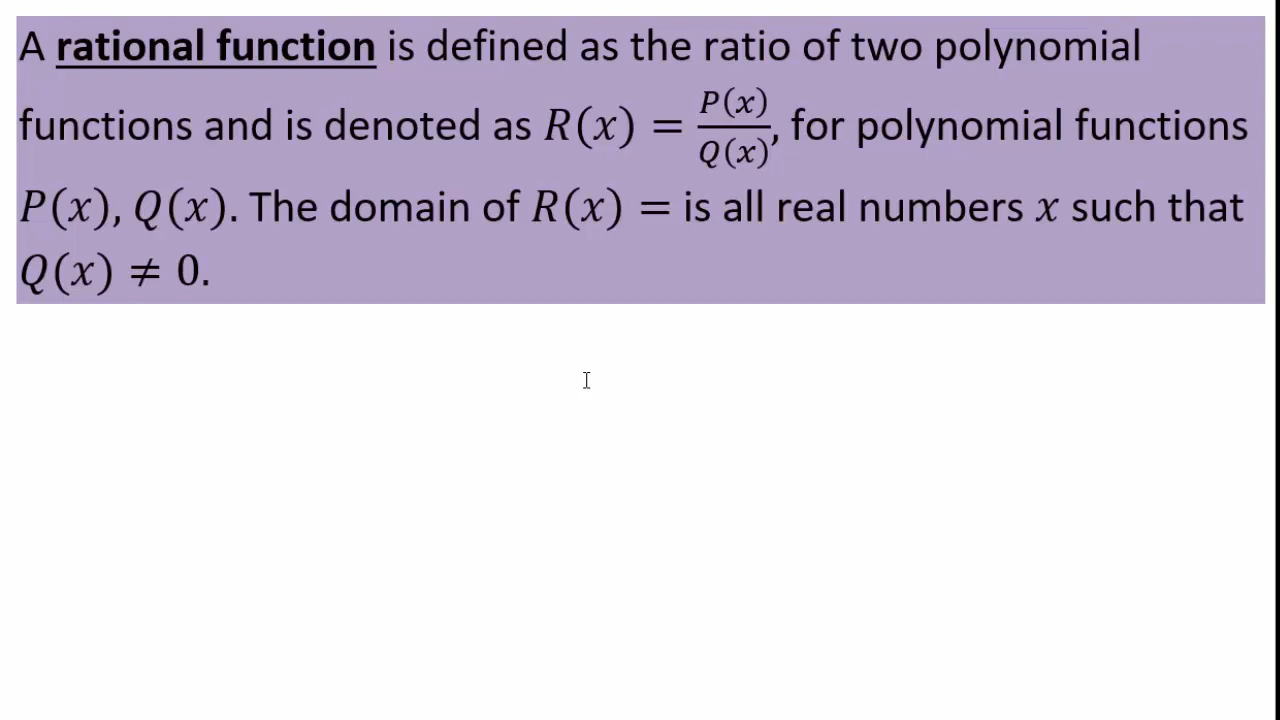 A rational function is defined as the ratio of two polynomial
functions and is denoted as R(x) = P(x)/Q(x), for polynomial functions
P(x), Q(x). The domain of R(x) = is all real numbers x such that
Q(x) ≠ 0.